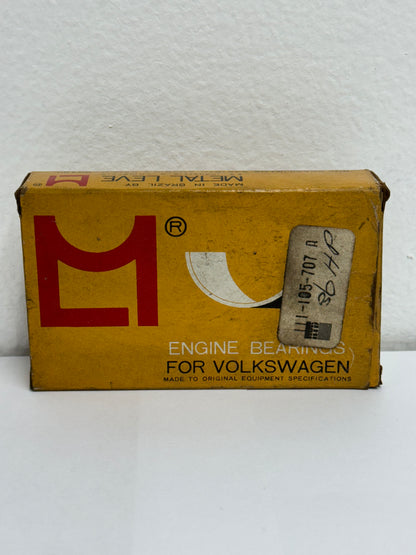 MADE IN BRAZIL BY
METAL LEVE
®
®
111-105-707 A
36 HP
ENGINE BEARINGS
FOR VOLKSWAGEN
MADE TO ORIGINAL EQUIPMENT SPECIFICATIONS